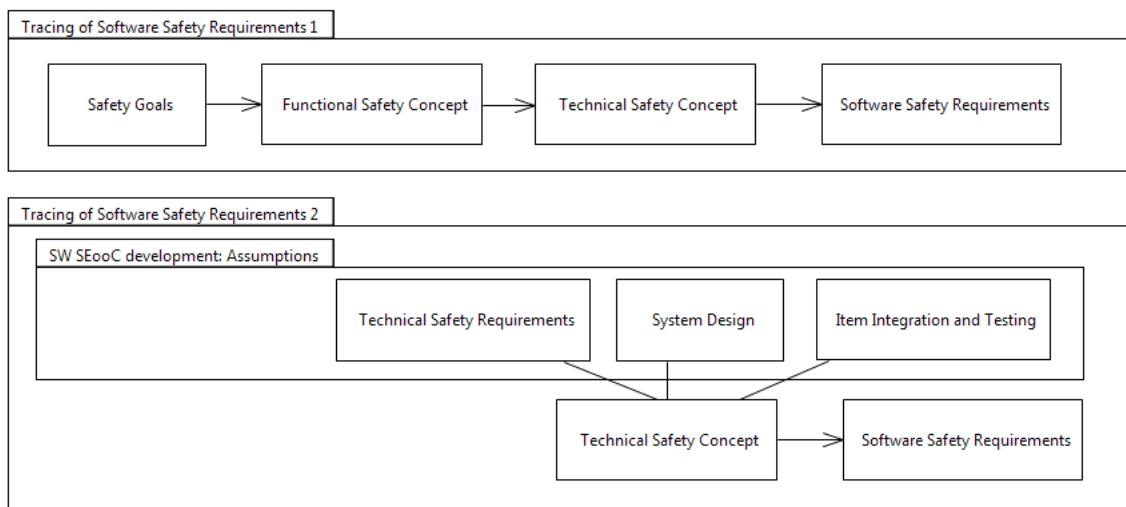 Tracing of Software Safety Requirements 1
Safety Goals
Functional Safety Concept
Technical Safety Concept
Software Safety Requirements
Tracing of Software Safety Requirements 2
SW SEooC development: Assumptions
Technical Safety Requirements
System Design
Item Integration and Testing
Technical Safety Concept
Software Safety Requirements